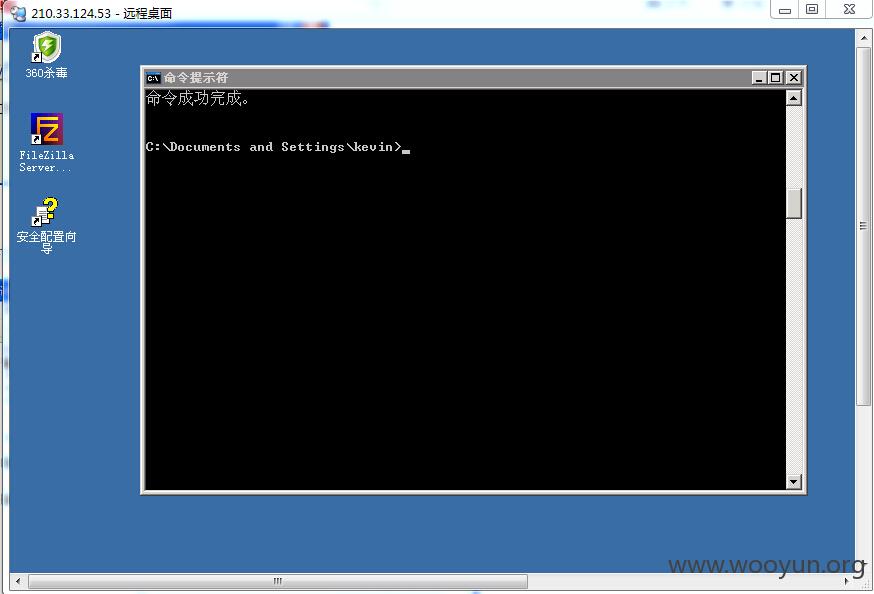 210.33.124.53 - 远程桌面
360杀毒
命令提示符
命令成功完成。
C:\Documents and Settings\kevin>
FileZilla
Server...
安全配置向
导
www.wooyun.org